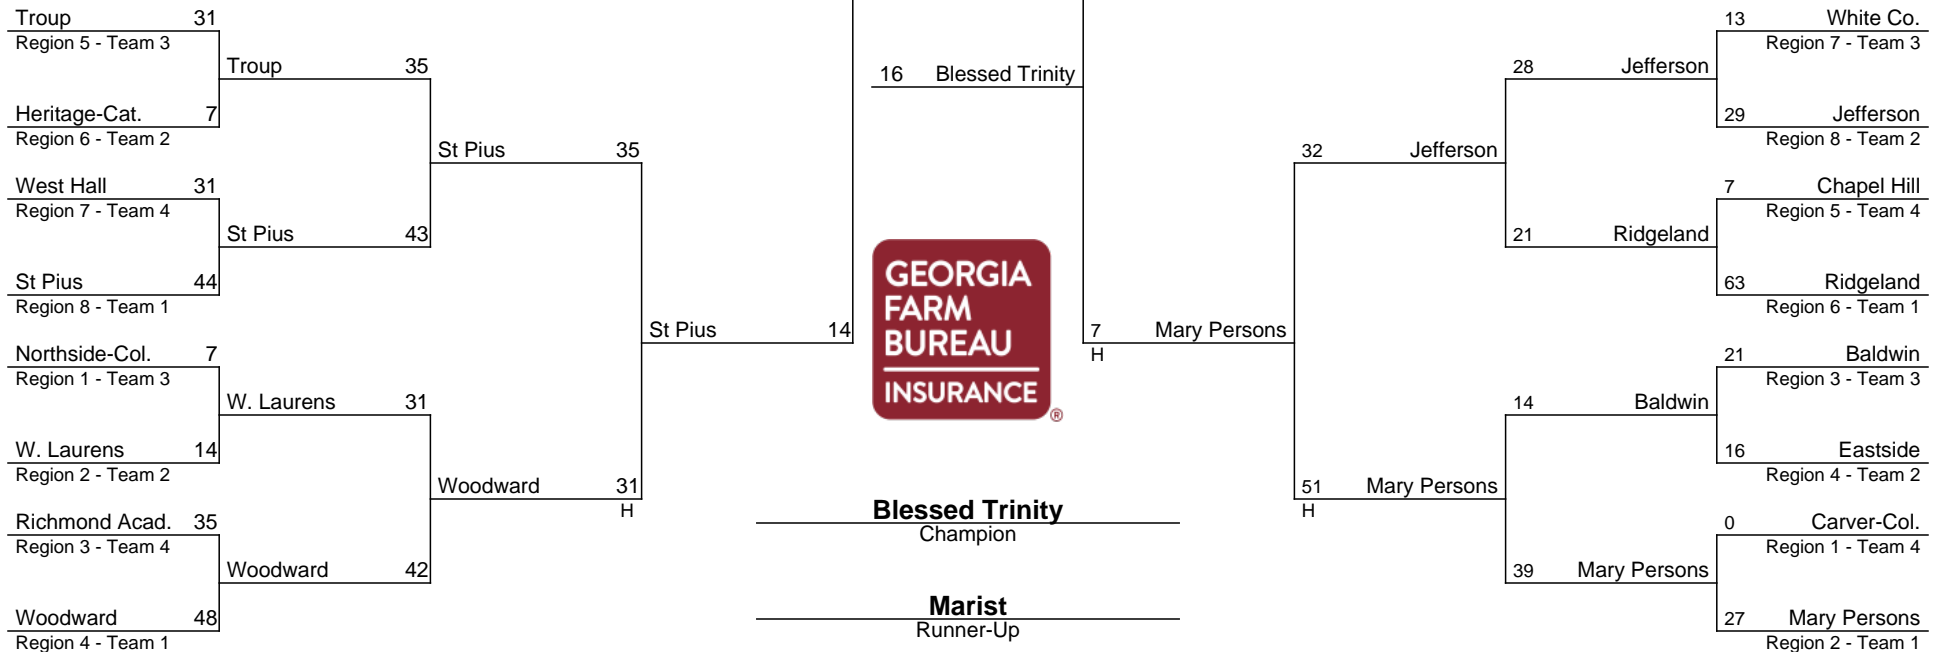 Troup 31
Region 5 - Team 3
Troup 35
Heritage-Cat. 7
Region 6 - Team 2
St Pius 35
West Hall 31
Region 7 - Team 4
St Pius 43
St Pius 44
Region 8 - Team 1
St Pius 14
Northside-Col. 7
Region 1 - Team 3
W. Laurens 31
W. Laurens 14
Region 2 - Team 2
Woodward 31
H
Richmond Acad. 35
Region 3 - Team 4
Woodward 42
Woodward 48
Region 4 - Team 1
16 Blessed Trinity
GEORGIA
FARM
BUREAU
INSURANCE
®
Blessed Trinity
Champion
Marist
Runner-Up
13 White Co.
Region 7 - Team 3
28 Jefferson
29 Jefferson
Region 8 - Team 2
32 Jefferson
7 Chapel Hill
Region 5 - Team 4
21 Ridgeland
63 Ridgeland
Region 6 - Team 1
7 Mary Persons
H
21 Baldwin
Region 3 - Team 3
14 Baldwin
16 Eastside
Region 4 - Team 2
51 Mary Persons
H
0 Carver-Col.
Region 1 - Team 4
39 Mary Persons
27 Mary Persons
Region 2 - Team 1